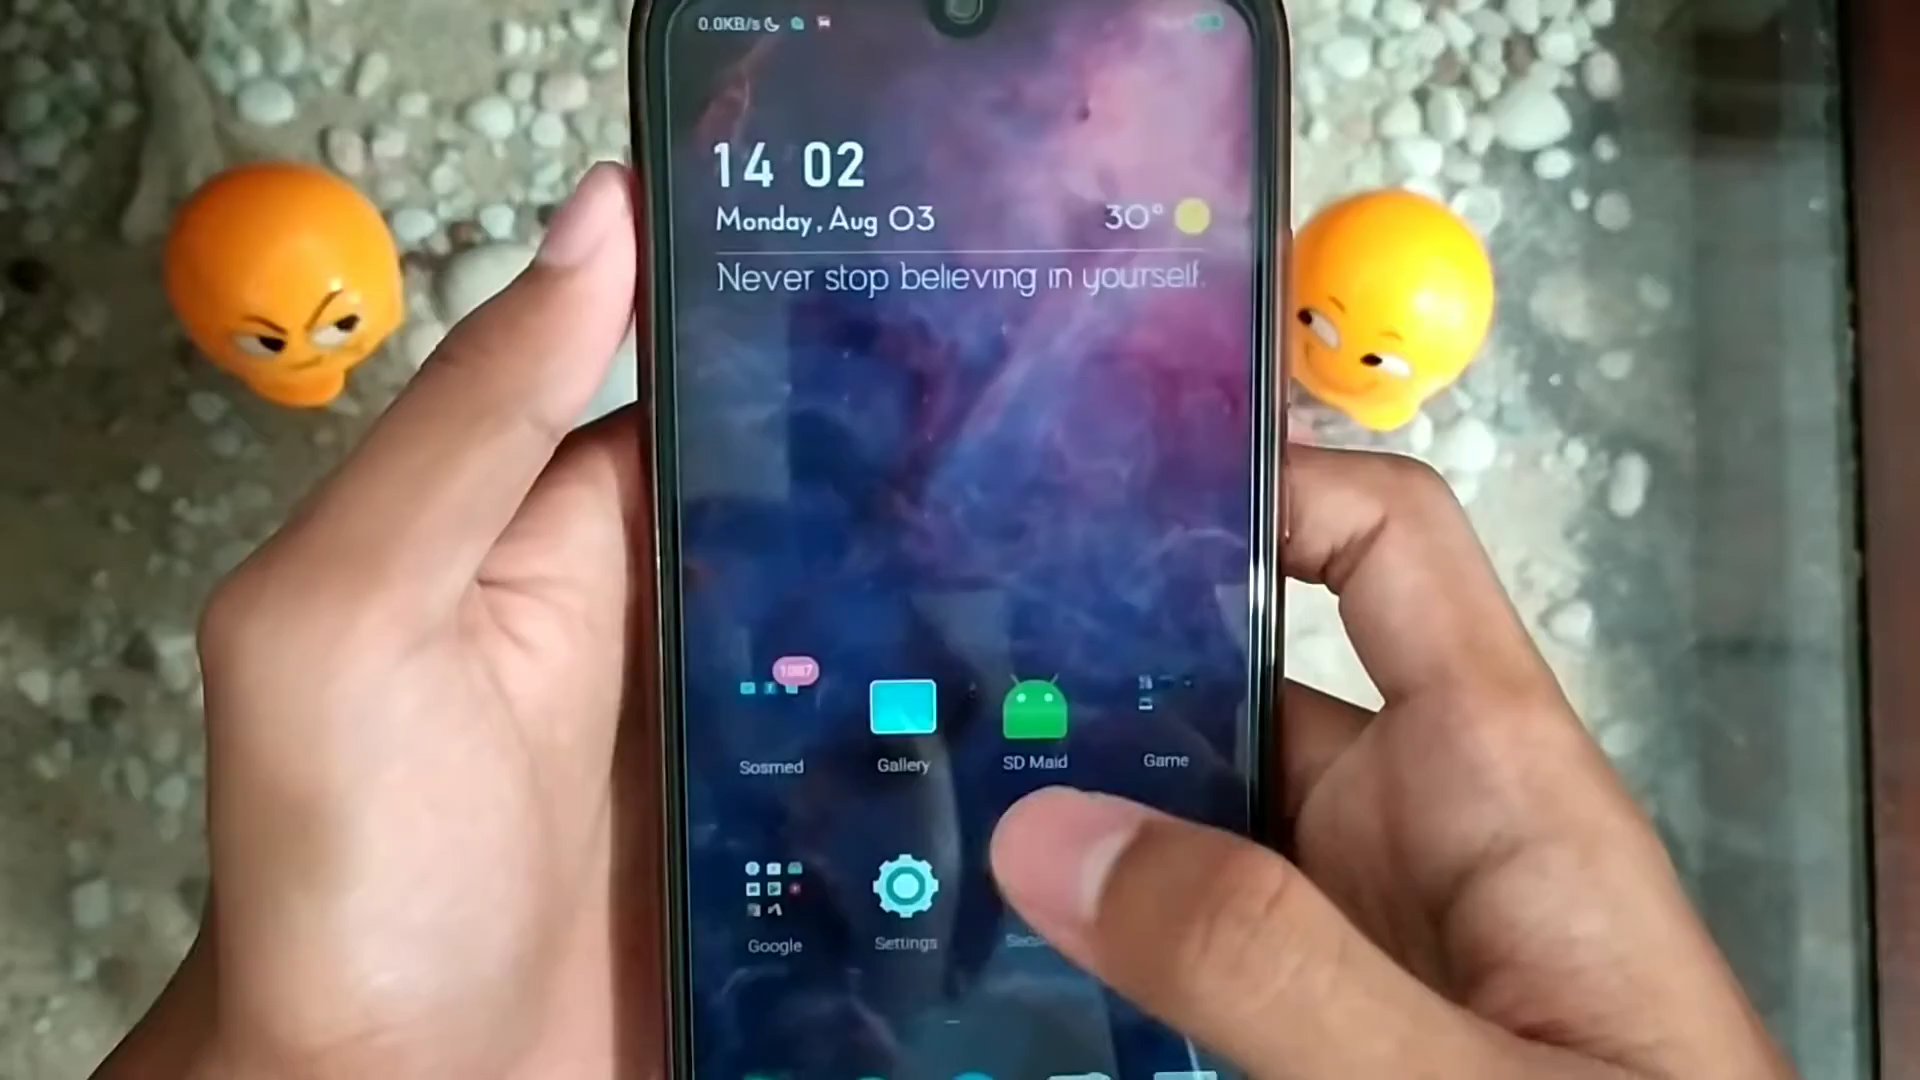 0.0KB/s
14 02
Monday, Aug 03 30°
Never stop believing in yourself.
Sosmed Gallery SD Maid Game
Google Settings